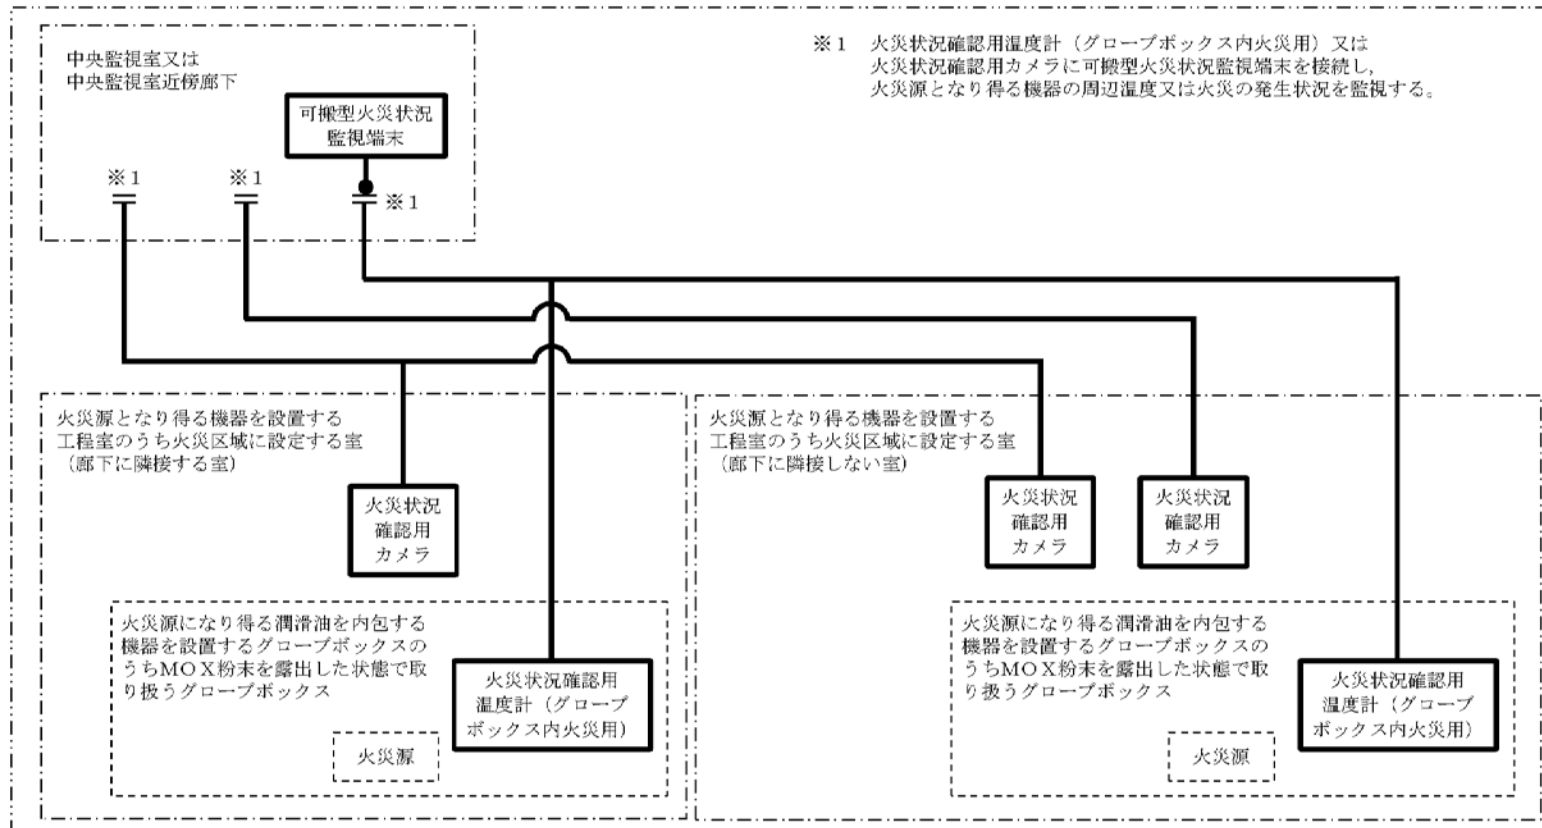 中央監視室又は
中央監視室近傍廊下
※1 火災状況確認用温度計（グローブボックス内火災用）又は
火災状況確認用カメラに可搬型火災状況監視端末を接続し，
火災源となり得る機器の周辺温度又は火災の発生状況を監視する。
可搬型火災状況
監視端末
※1
※1
※1
火災源となり得る機器を設置する
工程室のうち火災区域に設定する室
（廊下に隣接する室）
火災状況
確認用
カメラ
火災源になり得る潤滑油を内包する
機器を設置するグローブボックスの
うちMOX粉末を露出した状態で取
り扱うグローブボックス
火災状況確認用
温度計（グローブ
ボックス内火災用）
火災源
火災源となり得る機器を設置する
工程室のうち火災区域に設定する室
（廊下に隣接しない室）
火災状況
確認用
カメラ
火災状況
確認用
カメラ
火災源になり得る潤滑油を内包する
機器を設置するグローブボックスの
うちMOX粉末を露出した状態で取
り扱うグローブボックス
火災状況確認用
温度計（グローブ
ボックス内火災用）
火災源